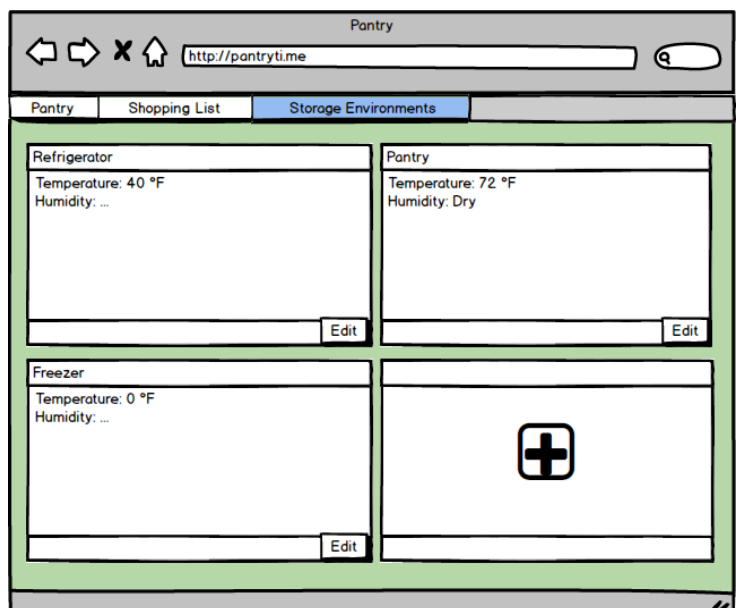 Pantry
http://pantryti.me
Pantry Shopping List Storage Environments
Refrigerator
Temperature: 40 °F
Humidity: ...
Edit
Pantry
Temperature: 72 °F
Humidity: Dry
Edit
Freezer
Temperature: 0 °F
Humidity: ...
Edit